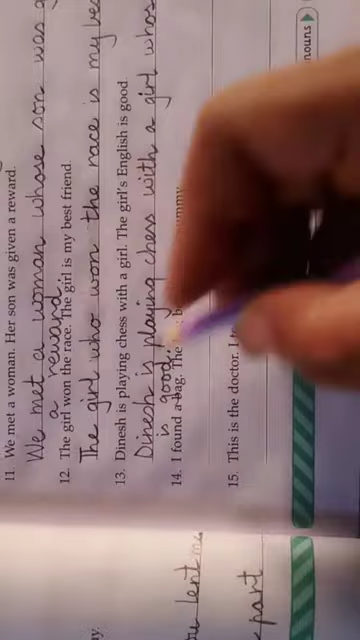 11. We met a woman. Her son was given a reward.
We met a woman whose son was
a reward.
12. The girl won the race. The girl is my best friend.
The girl who won the race is my
13. Dinesh is playing chess with a girl. The girl's English is good.
Dinesh is playing chess with a girl whos
is good.
14. I found a bag. The
15. This is the doctor. I
nouns
lent
part